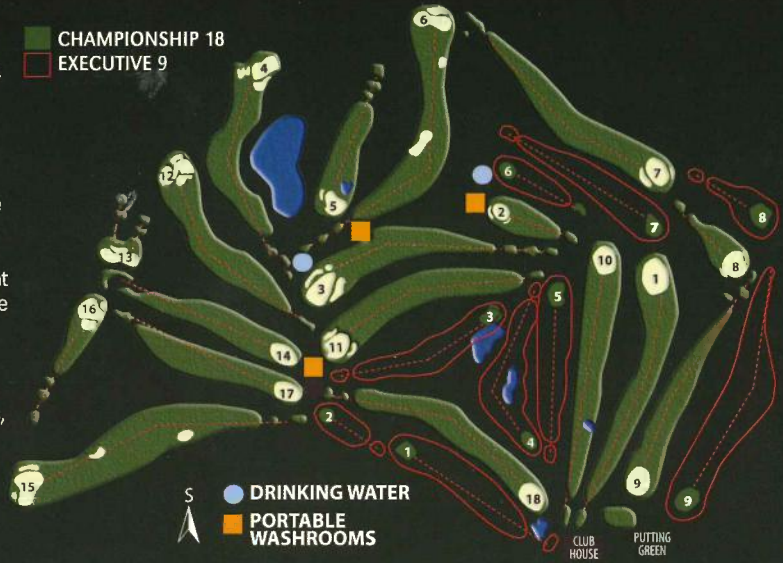 CHAMPIONSHIP 18
EXECUTIVE 9
6
4
12
5
7
6
2
7
8
13
10
1
8
3
16
5
3
11
14
17
2
4
1
15
18
9
9
S
DRINKING WATER
PORTABLE
WASHROOMS
CLUB
HOUSE
PUTTING
GREEN